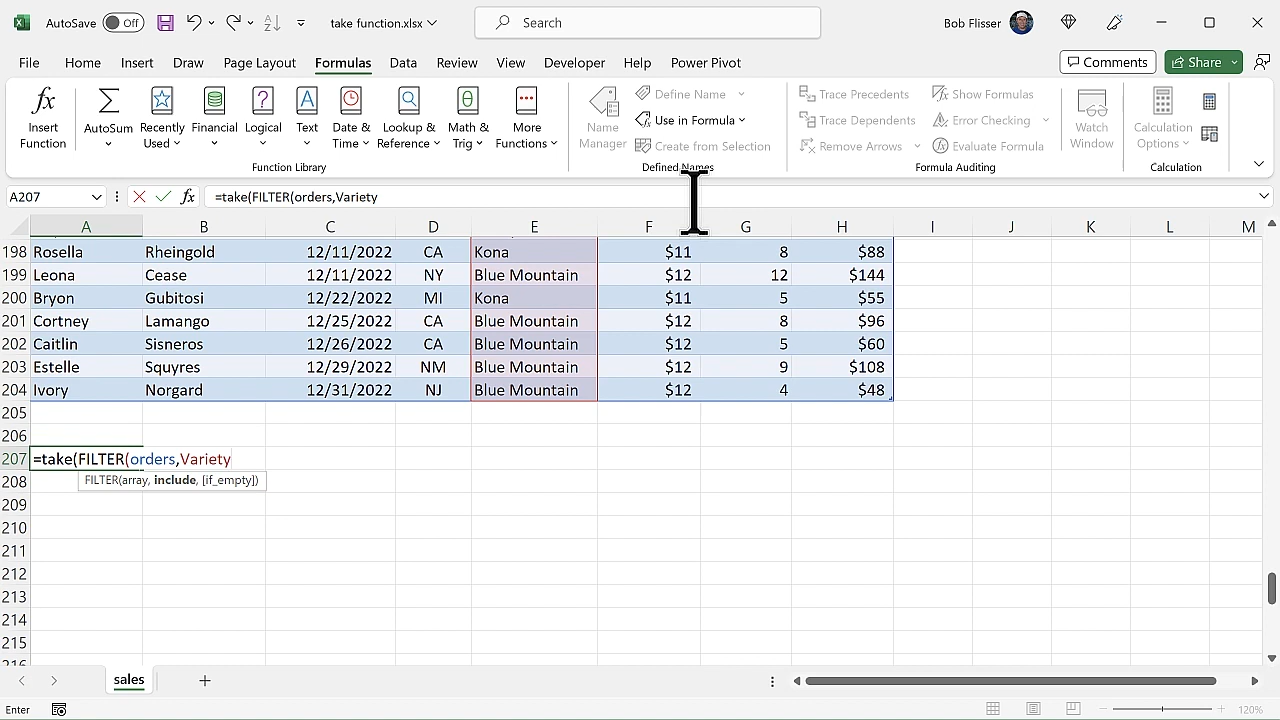 AutoSave Off take function.xlsx Search Bob Flisser
File Home Insert Draw Page Layout Formulas Data Review View Developer Help Power Pivot Comments Share
Insert Function AutoSum Recently Used Financial Logical Text Date & Time Lookup & Reference Math & Trig More Functions
Function Library
Name Manager Define Name Use in Formula Create from Selection
Defined Names
Trace Precedents Trace Dependents Remove Arrows Show Formulas Error Checking Evaluate Formula
Formula Auditing
Watch Window
Calculation Options
Calculation
A207 fx =take(FILTER(orders,Variety
A B C D E F G H I J K L M
198 Rosella Rheingold 12/11/2022 CA Kona $11 8 $88
199 Leona Cease 12/11/2022 NY Blue Mountain $12 12 $144
200 Bryon Gubitosi 12/22/2022 MI Kona $11 5 $55
201 Cortney Lamango 12/25/2022 CA Blue Mountain $12 8 $96
202 Caitlin Sisneros 12/26/2022 CA Blue Mountain $12 5 $60
203 Estelle Squyres 12/29/2022 NM Blue Mountain $12 9 $108
204 Ivory Norgard 12/31/2022 NJ Blue Mountain $12 4 $48
205
206
207 =take(FILTER(orders,Variety
208 FILTER(array, include, [if_empty])
209
210
211
212
213
214
215
216
sales
Enter 120%